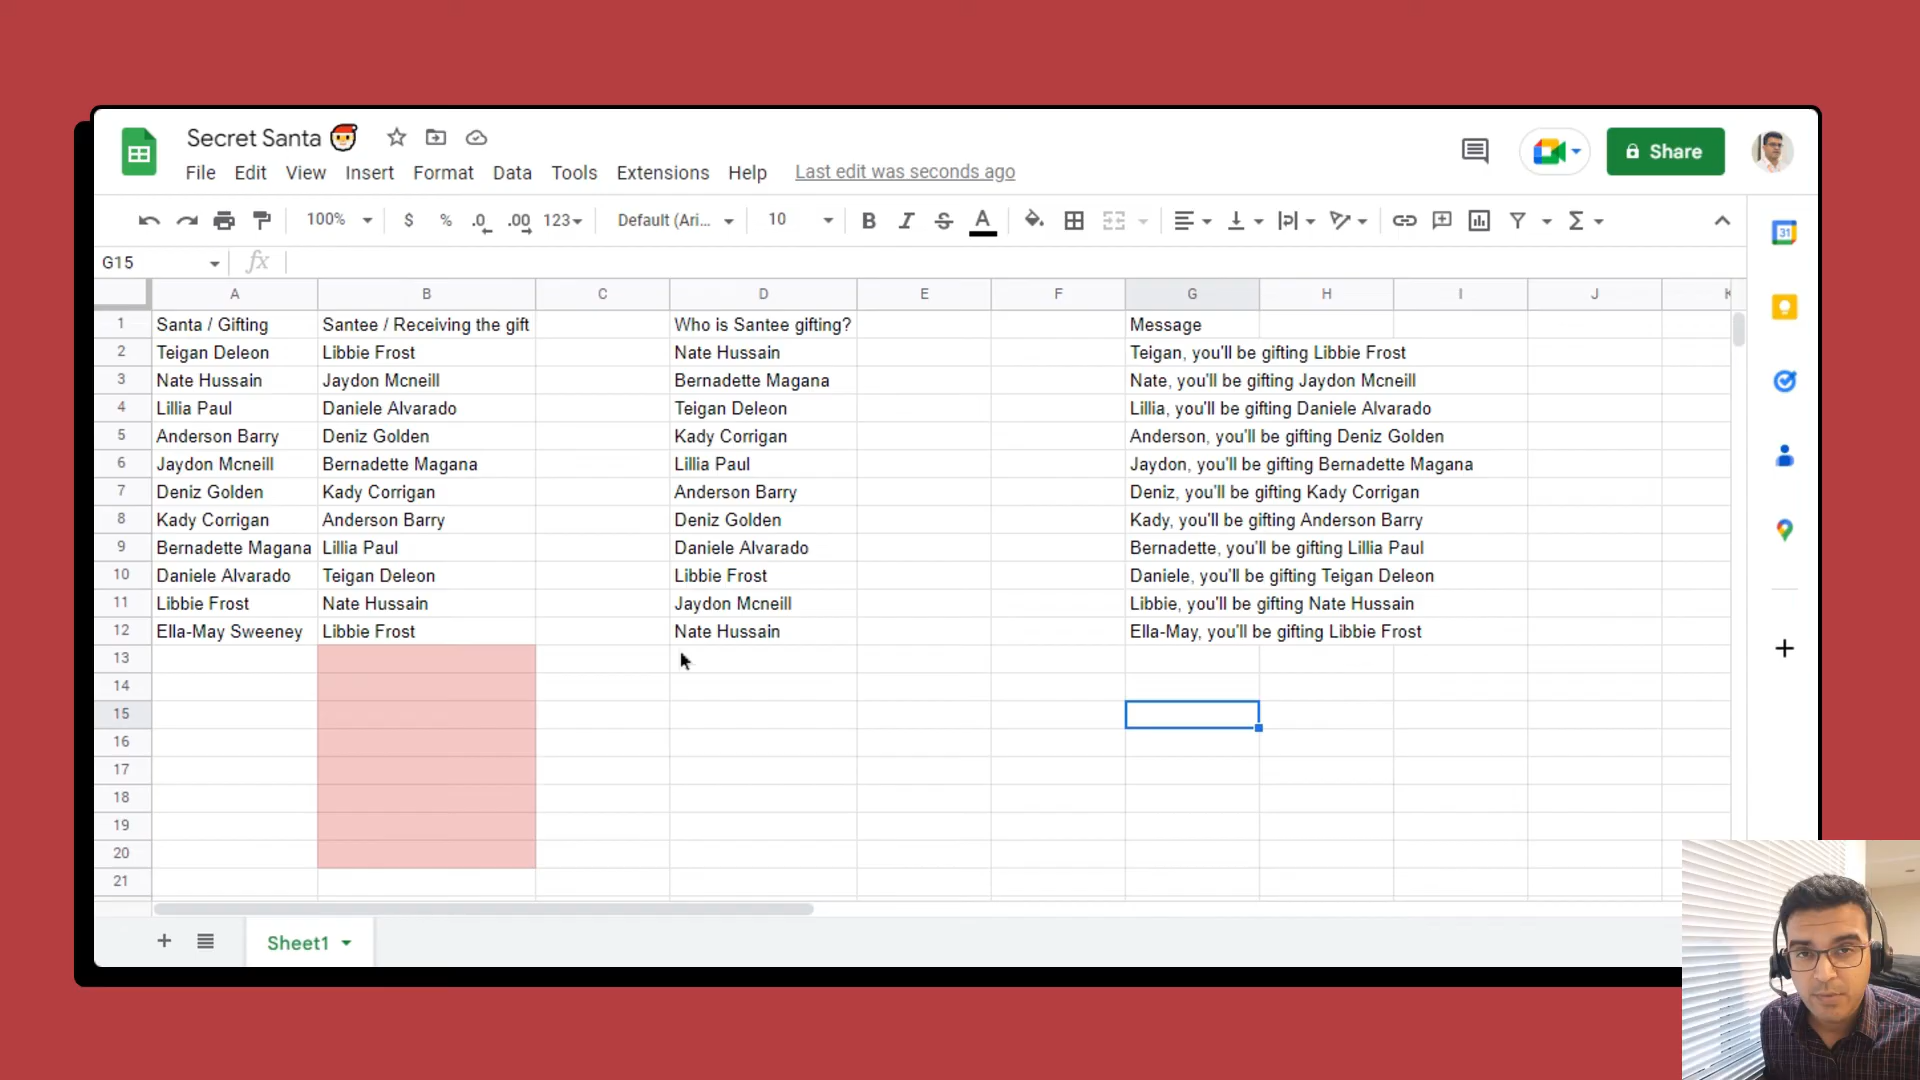 Secret Santa
File Edit View Insert Format Data Tools Extensions Help Last edit was seconds ago
Share
100% $ % .0 .00 123 Default (Ari... 10 B I S A
31
G15 fx
A B C D E F G H I J
1 Santa / Gifting Santee / Receiving the gift Who is Santee gifting? Message
2 Teigan Deleon Libbie Frost Nate Hussain Teigan, you'll be gifting Libbie Frost
3 Nate Hussain Jaydon Mcneill Bernadette Magana Nate, you'll be gifting Jaydon Mcneill
4 Lillia Paul Daniele Alvarado Teigan Deleon Lillia, you'll be gifting Daniele Alvarado
5 Anderson Barry Deniz Golden Kady Corrigan Anderson, you'll be gifting Deniz Golden
6 Jaydon Mcneill Bernadette Magana Lillia Paul Jaydon, you'll be gifting Bernadette Magana
7 Deniz Golden Kady Corrigan Anderson Barry Deniz, you'll be gifting Kady Corrigan
8 Kady Corrigan Anderson Barry Deniz Golden Kady, you'll be gifting Anderson Barry
9 Bernadette Magana Lillia Paul Daniele Alvarado Bernadette, you'll be gifting Lillia Paul
10 Daniele Alvarado Teigan Deleon Libbie Frost Daniele, you'll be gifting Teigan Deleon
11 Libbie Frost Nate Hussain Jaydon Mcneill Libbie, you'll be gifting Nate Hussain
12 Ella-May Sweeney Libbie Frost Nate Hussain Ella-May, you'll be gifting Libbie Frost
13
14
15
16
17
18
19
20
21
Sheet1